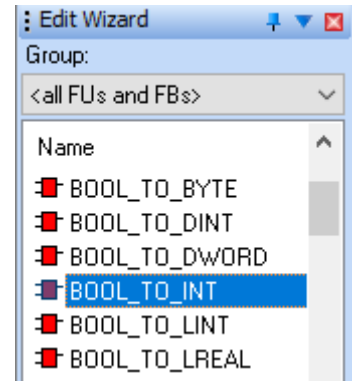 Edit Wizard
Group:
<all FUs and FBs>
Name
BOOL_TO_BYTE
BOOL_TO_DINT
BOOL_TO_DWORD
BOOL_TO_INT
BOOL_TO_LINT
BOOL_TO_LREAL